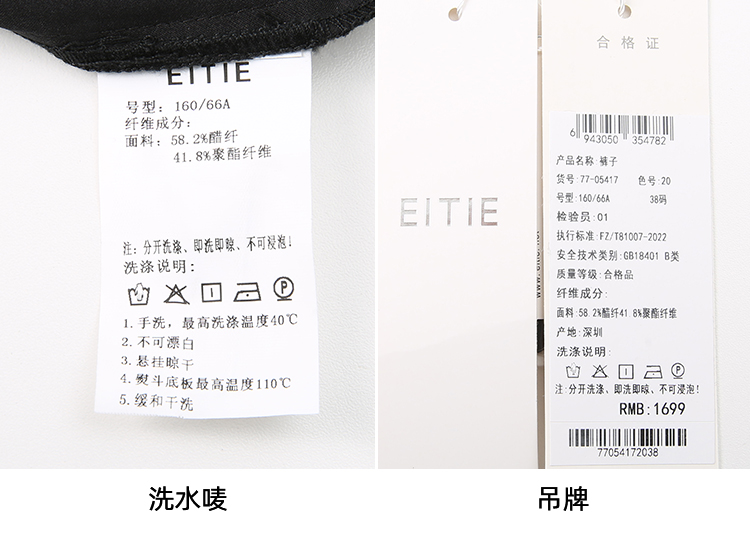 EITIE
号型：160/66A
纤维成分：
面料：58.2%醋纤
41.8%聚酯纤维
注：分开洗涤、即洗即晾、不可浸泡！
洗涤说明：
1.手洗，最高洗涤温度40℃
2.不可漂白
3.悬挂晾干
4.熨斗底板最高温度110℃
5.缓和干洗
洗水唛
EITIE
合格证
6 943050 354782
产品名称：裤子
货号：77-05417 色号：20
号型：160/66A 38码
检验员：01
执行标准：FZ/T81007-2022
安全技术类别：GB18401 B类
质量等级：合格品
纤维成分：
面料：58.2%醋纤41.8%聚酯纤维
产地：深圳
洗涤说明：
注：分开洗涤、即洗即晾、不可浸泡！
RMB:1699
77054172038
吊牌